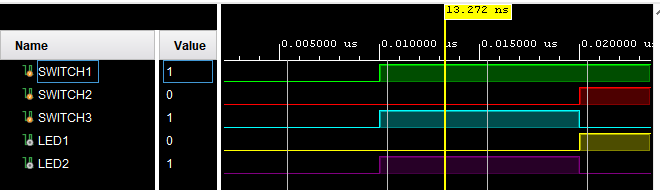 13.272 ns
Name Value
0.005000 us 0.010000 us 0.015000 us 0.020000 us
SWITCH1 1
SWITCH2 0
SWITCH3 1
LED1 0
LED2 1